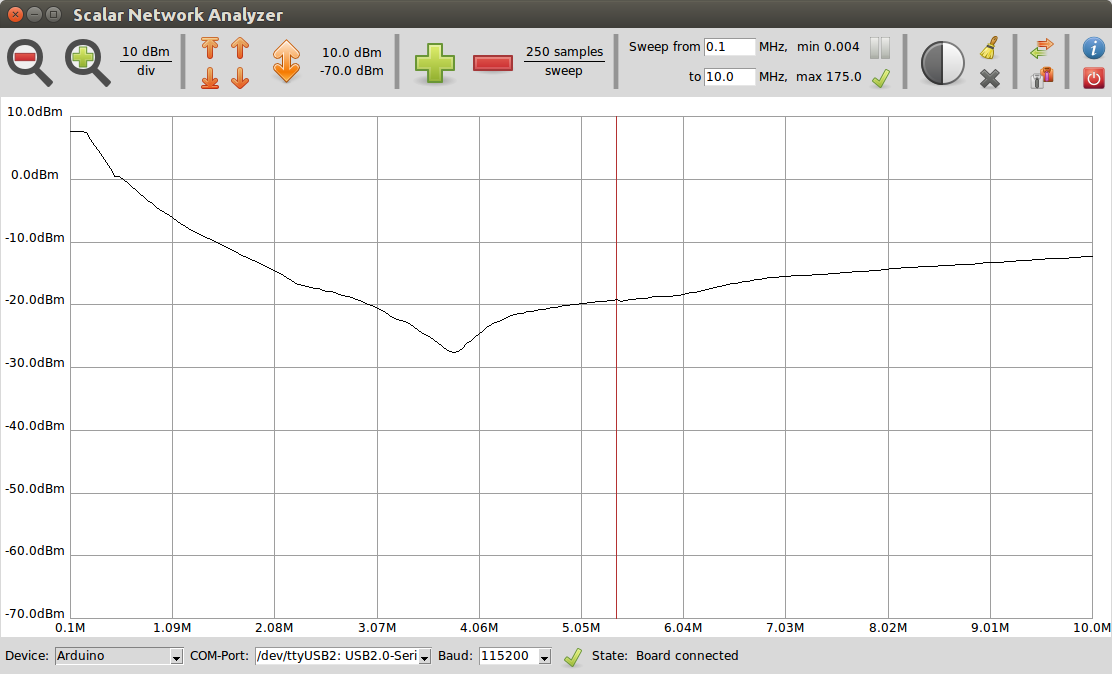 Scalar Network Analyzer
10 dBm
div
10.0 dBm
-70.0 dBm
250 samples
sweep
Sweep from 0.1 MHz, min 0.004
to 10.0 MHz, max 175.0
10.0dBm
0.0dBm
-10.0dBm
-20.0dBm
-30.0dBm
-40.0dBm
-50.0dBm
-60.0dBm
-70.0dBm
0.1M 1.09M 2.08M 3.07M 4.06M 5.05M 6.04M 7.03M 8.02M 9.01M 10.0M
Device: Arduino COM-Port: /dev/ttyUSB2: USB2.0-Seri Baud: 115200 State: Board connected